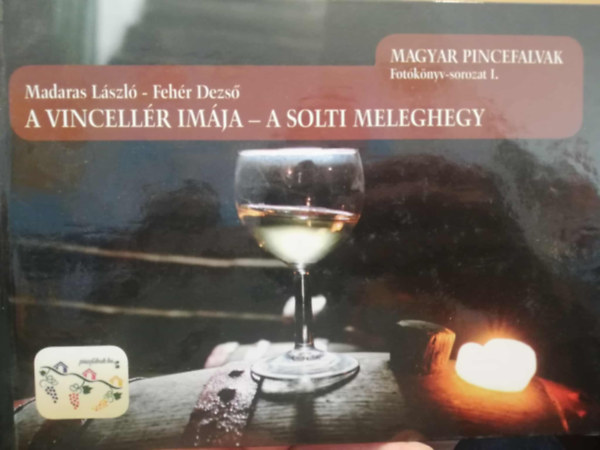 MAGYAR PINCEFALVAK
Fotókönyv-sorozat I.
Madaras László - Fehér Dezső
A VINCELLÉR IMÁJA – A SOLTI MELEGHEGY